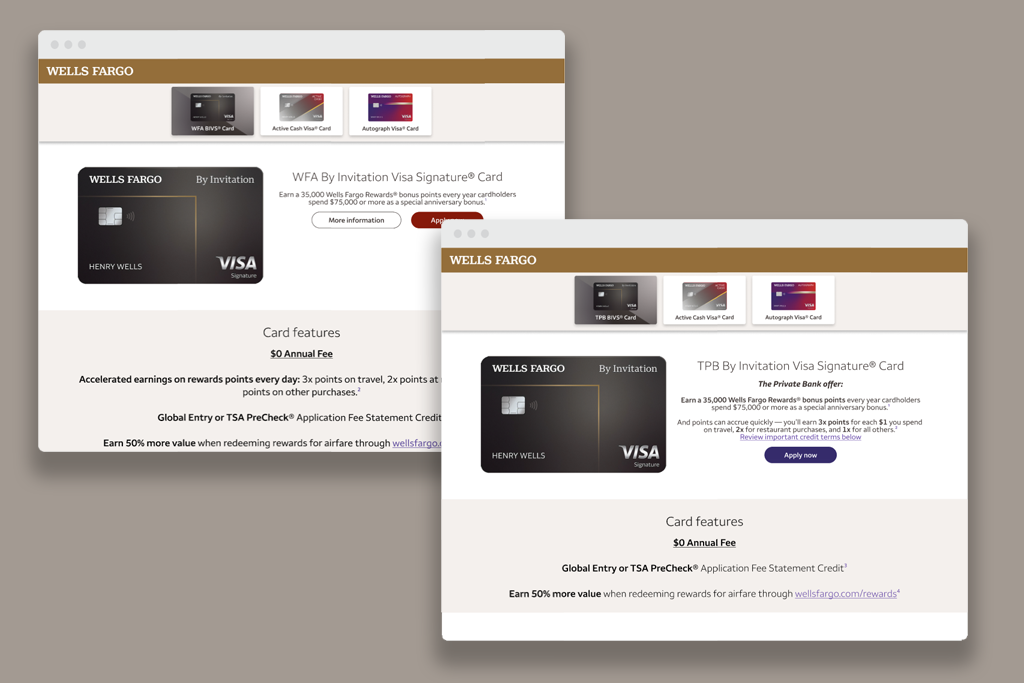 WELLS FARGO
WFA BIVS® Card
Active Cash Visa® Card
Autograph Visa® Card
WELLS FARGO
By Invitation
HENRY WELLS
VISA
Signature
WFA By Invitation Visa Signature® Card
Earn a 35,000 Wells Fargo Rewards® bonus points every year cardholders
spend $75,000 or more as a special anniversary bonus.¹
More information
Card features
$0 Annual Fee
Accelerated earnings on rewards points every day: 3x points on travel, 2x points at
points on other purchases.²
Global Entry or TSA PreCheck® Application Fee Statement Credit
Earn 50% more value when redeeming rewards for airfare through
WELLS FARGO
TPB BIVS® Card
Active Cash Visa® Card
Autograph Visa® Card
WELLS FARGO
By Invitation
HENRY WELLS
VISA
Signature
TPB By Invitation Visa Signature® Card
The Private Bank offer:
Earn a 35,000 Wells Fargo Rewards® bonus points every year cardholders
spend $75,000 or more as a special anniversary bonus.¹
And points can accrue quickly — you'll earn 3x points for each $1 you spend
on travel, 2x for restaurant purchases, and 1x for all others.²
Review important credit terms below
Apply now
Card features
$0 Annual Fee
Global Entry or TSA PreCheck® Application Fee Statement Credit³
Earn 50% more value when redeeming rewards for airfare through wellsfargo.com/rewards⁴